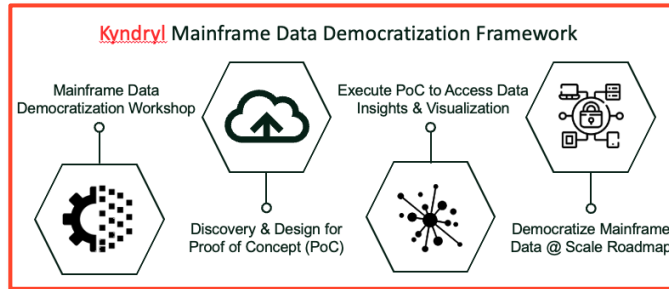 Kyndryl Mainframe Data Democratization Framework
Mainframe Data
Democratization Workshop
Discovery & Design for
Proof of Concept (PoC)
Execute PoC to Access Data
Insights & Visualization
Democratize Mainframe
Data @ Scale Roadmap